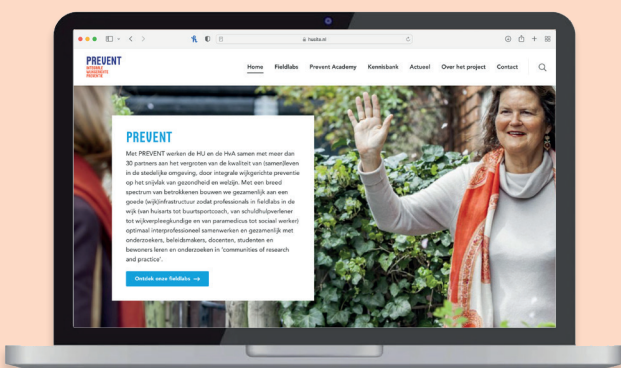 PREVENT
INTEGRALE
WIJKGERICHTE
PREVENTIE
Home Fieldlabs Prevent Academy Kennisbank Actueel Over het project Contact
PREVENT
Met PREVENT werken de HU en de HvA samen met meer dan
30 partners aan het vergroten van de kwaliteit van (samen)leven
in de stedelijke omgeving, door integrale wijkgerichte preventie
op het snijvlak van gezondheid en welzijn. Met een breed
spectrum van betrokkenen bouwen we gezamenlijk aan een
goede (wijk)infrastructuur zodat professionals in fieldlabs in de
wijk (van huisarts tot buurtsportcoach, van schuldhulpverlener
tot wijkverpleegkundige en van paramedicus tot sociaal werker)
optimaal interprofessioneel samenwerken en gezamenlijk met
onderzoekers, beleidmakers, docenten, studenten en
bewoners leren en onderzoeken in 'communities of research
and practice'.
Ontdek onze fieldlabs →